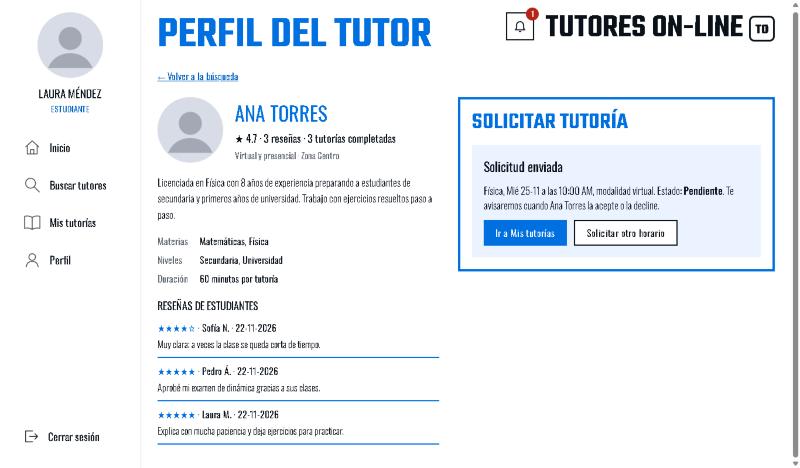 LAURA MÉNDEZ
ESTUDIANTE
Inicio
Buscar tutores
Mis tutorías
Perfil
Cerrar sesión
PERFIL DEL TUTOR
1
TUTORES ON-LINE TO
← Volver a la búsqueda
ANA TORRES
★ 4.7 · 3 reseñas · 3 tutorías completadas
Virtual y presencial · Zona Centro
Licenciada en Física con 8 años de experiencia preparando a estudiantes de
secundaria y primeros años de universidad. Trabajo con ejercicios resueltos paso a
paso.
Materias Matemáticas, Física
Niveles Secundaria, Universidad
Duración 60 minutos por tutoría
RESEÑAS DE ESTUDIANTES
★★★★☆ · Sofía N. · 22-11-2026
Muy clara; a veces la clase se queda corta de tiempo.
★★★★★ · Pedro Á. · 22-11-2026
Aprobé mi examen de dinámica gracias a sus clases.
★★★★★ · Laura M. · 22-11-2026
Explica con mucha paciencia y deja ejercicios para practicar.
SOLICITAR TUTORÍA
Solicitud enviada
Física, Mié 25-11 a las 10:00 AM, modalidad virtual. Estado: Pendiente. Te
avisaremos cuando Ana Torres la acepte o la decline.
Ir a Mis tutorías
Solicitar otro horario